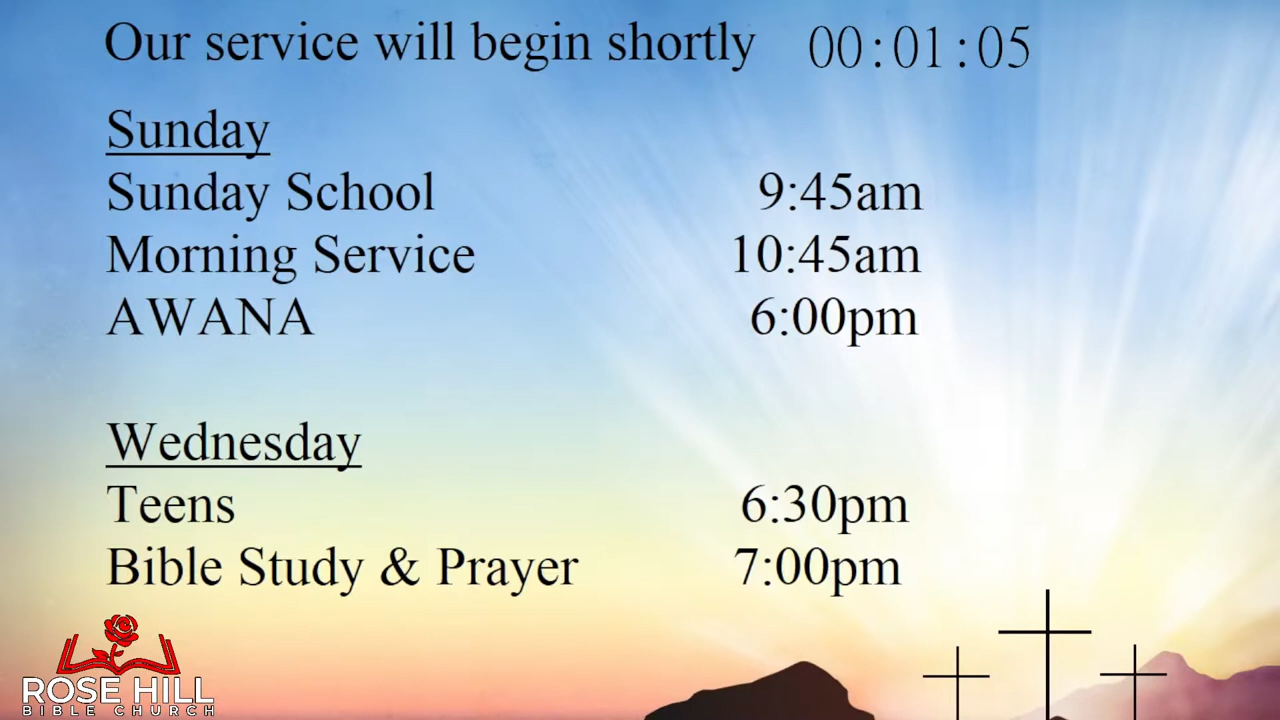 Our service will begin shortly 00:01:05
Sunday
Sunday School 9:45am
Morning Service 10:45am
AWANA 6:00pm
Wednesday
Teens 6:30pm
Bible Study & Prayer 7:00pm
ROSE HILL
BIBLE CHURCH